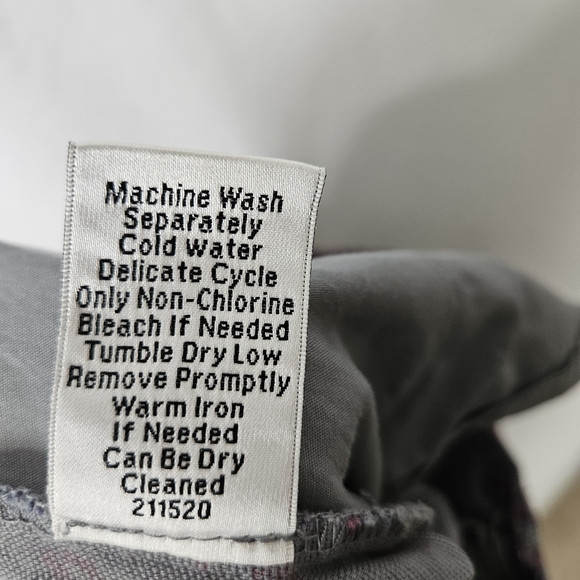 Machine Wash
Separately
Cold water
Delicate Cycle
Only Non-Chlorine
Bleach If Needed
Tumble Dry Low
Remove Promptly
Warm Iron
If Needed
Can Be Dry
Cleaned
211520